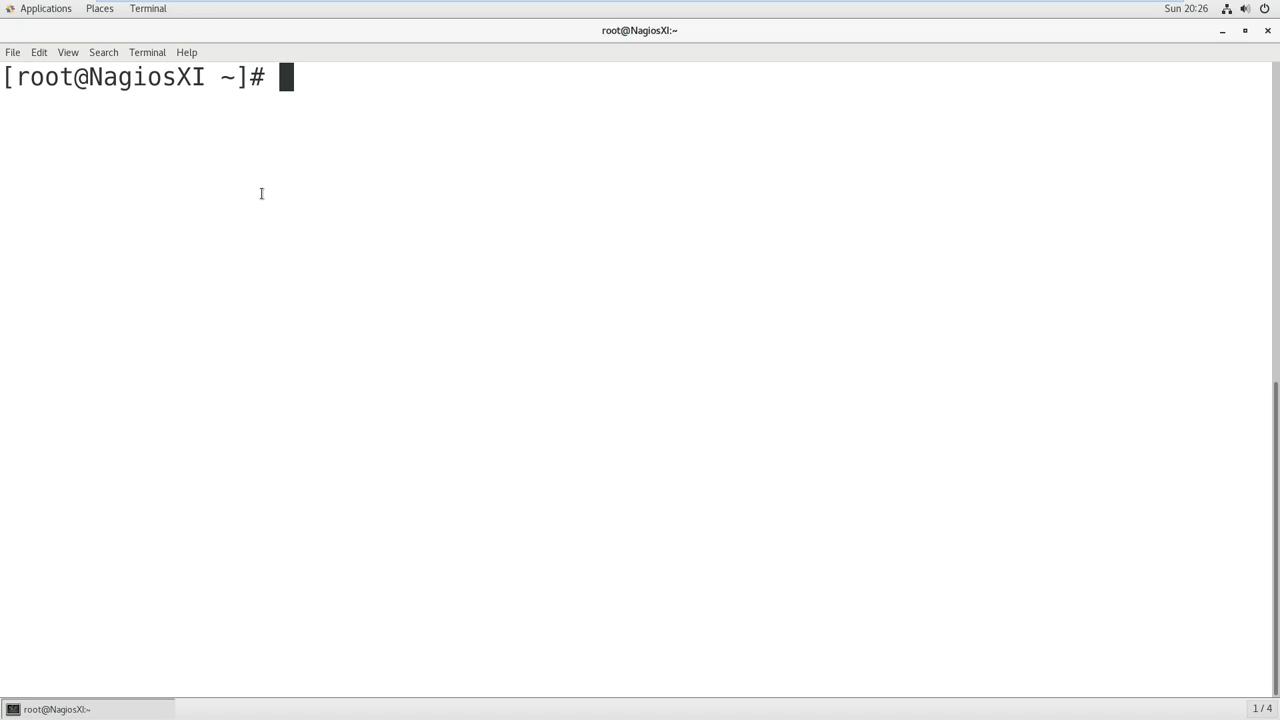 Applications Places Terminal Sun 20:26
root@NagiosXI:~
File Edit View Search Terminal Help
[root@NagiosXI ~]#
root@NagiosXI:~ 1 / 4